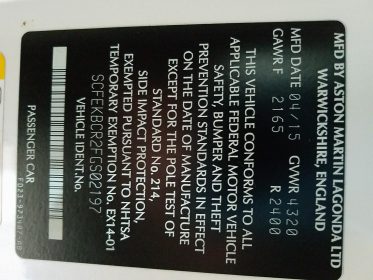 MFD BY ASTON MARTIN LAGONDA LTD
WARWICKSHIRE, ENGLAND
MFD DATE 04/15 GVWR 4320
GAWR F 2165 R 2400
THIS VEHICLE CONFORMS TO ALL
APPLICABLE FEDERAL MOTOR VEHICLE
SAFETY, BUMPER AND THEFT
PREVENTION STANDARDS IN EFFECT
ON THE DATE OF MANUFACTURE
EXCEPT FOR THE POLE TEST OF
STANDARD No. 214,
SIDE IMPACT PROTECTION,
EXEMPTED PURSUANT TO NHTSA
TEMPORARY EXEMPTION No. EX14-01
VEHICLE IDENT.No.
SCFEKBCR2FGS02197
PASSENGER CAR
FD23-973487-AB